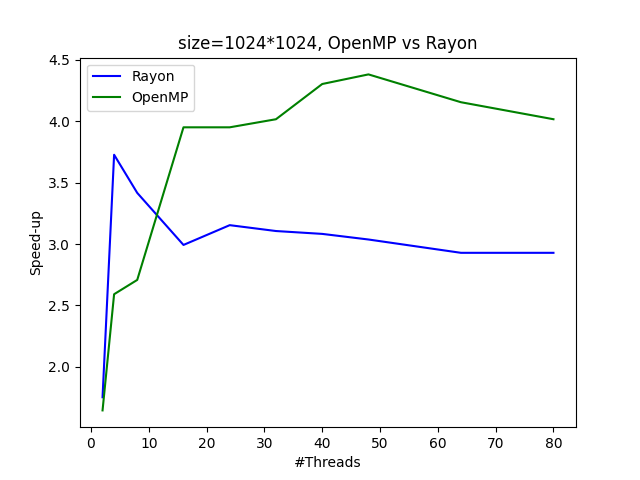 size=1024*1024, OpenMP vs Rayon
Rayon
OpenMP
4.5
4.0
3.5
3.0
2.5
2.0
Speed-up
0 10 20 30 40 50 60 70 80
#Threads